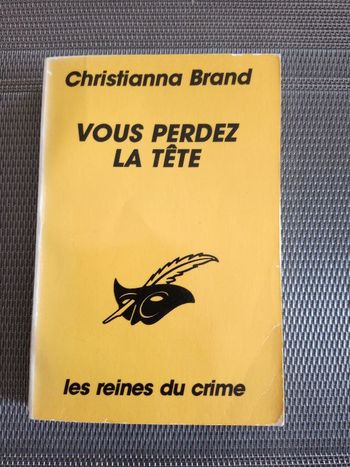 Christianna Brand
VOUS PERDEZ
LA TÊTE
les reines du crime